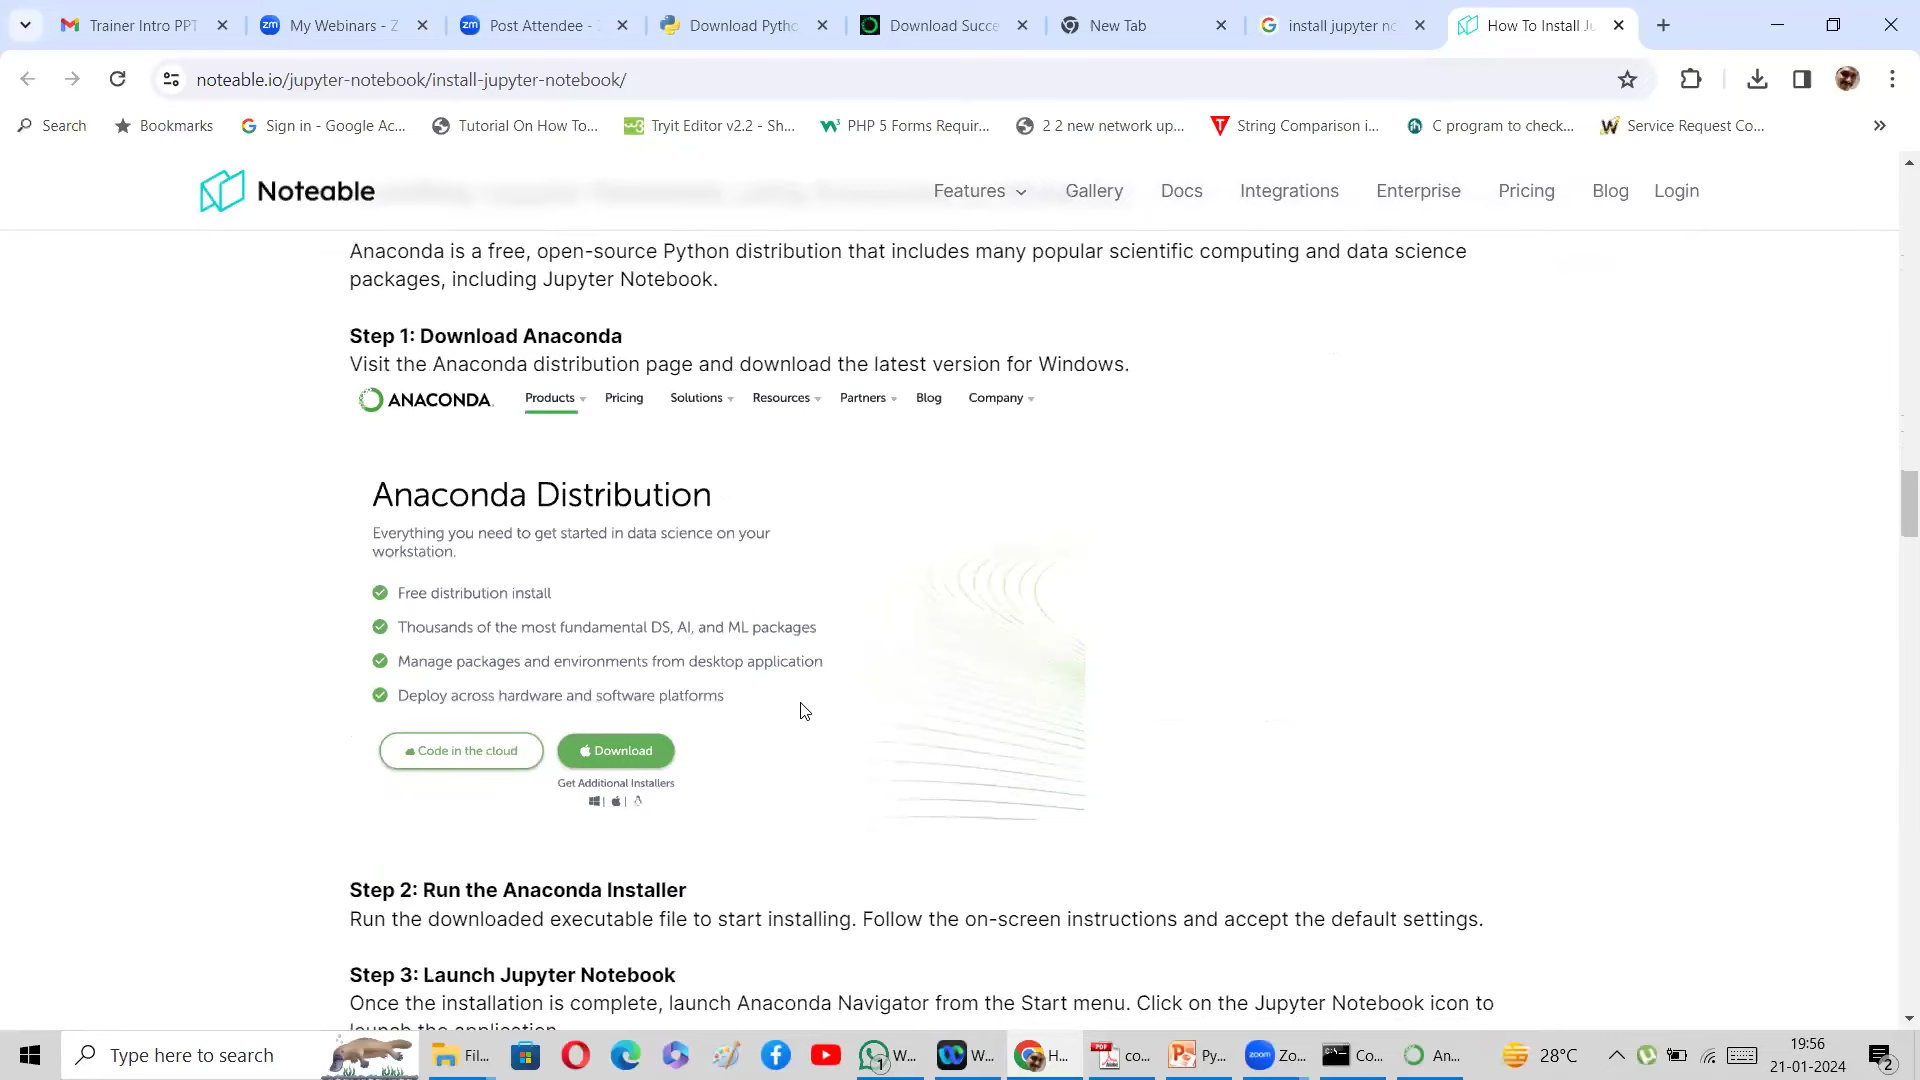 Trainer Intro PPT
My Webinars - Z
Post Attendee -
Download Pytho
Download Succe
New Tab
install jupyter no
How To Install Ju
noteable.io/jupyter-notebook/install-jupyter-notebook/
Search
Bookmarks
Sign in - Google Ac...
Tutorial On How To...
Tryit Editor v2.2 - Sh...
PHP 5 Forms Requir...
2 2 new network up...
String Comparison i...
C program to check...
Service Request Co...
Noteable
Features
Gallery
Docs
Integrations
Enterprise
Pricing
Blog
Login
Anaconda is a free, open-source Python distribution that includes many popular scientific computing and data science
packages, including Jupyter Notebook.
Step 1: Download Anaconda
Visit the Anaconda distribution page and download the latest version for Windows.
ANACONDA.
Products
Pricing
Solutions
Resources
Partners
Blog
Company
Anaconda Distribution
Everything you need to get started in data science on your
workstation.
Free distribution install
Thousands of the most fundamental DS, AI, and ML packages
Manage packages and environments from desktop application
Deploy across hardware and software platforms
Code in the cloud
Download
Get Additional Installers
Step 2: Run the Anaconda Installer
Run the downloaded executable file to start installing. Follow the on-screen instructions and accept the default settings.
Step 3: Launch Jupyter Notebook
Once the installation is complete, launch Anaconda Navigator from the Start menu. Click on the Jupyter Notebook icon to
launch the application.
Type here to search
Fil...
W...
W...
H...
co...
Py...
Zo...
Co...
An...
28°C
19:56
21-01-2024
2